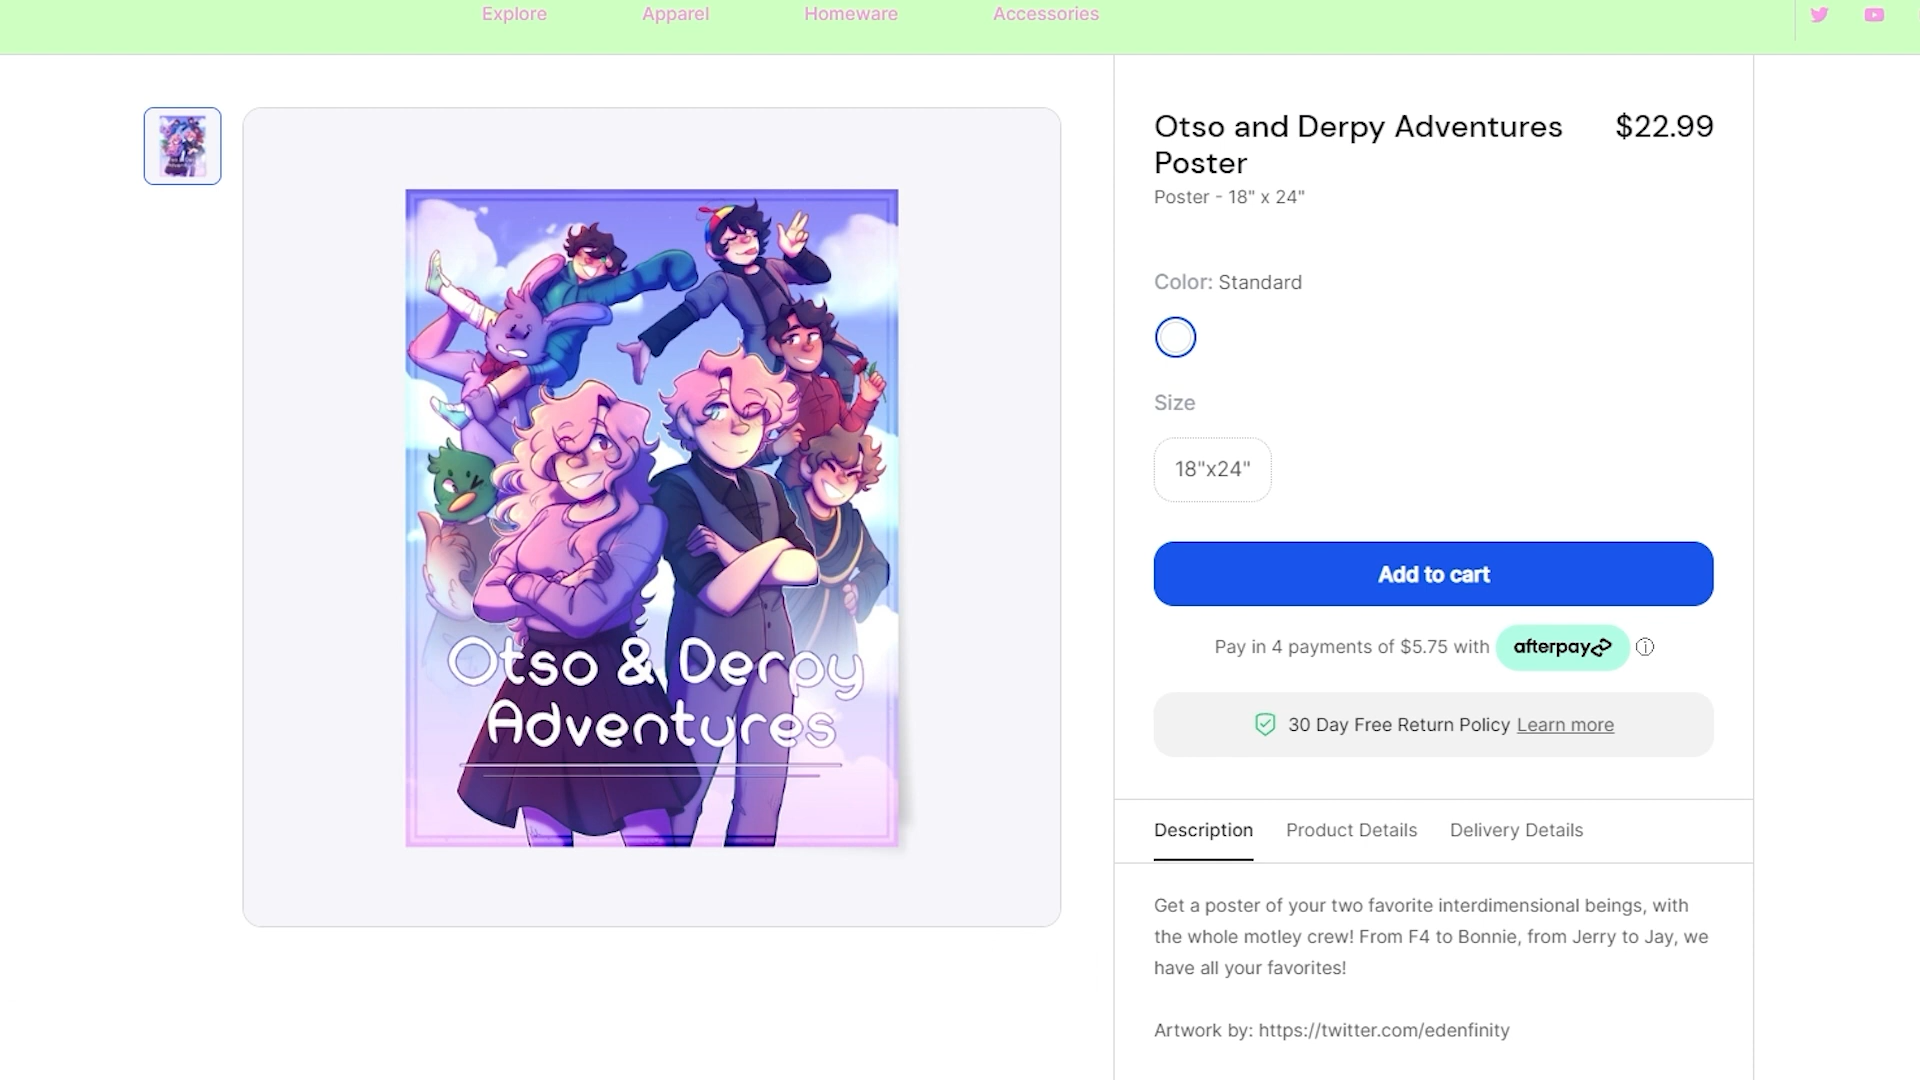 Explore Apparel Homeware Accessories
Otso & Derpy
Adventures
Otso and Derpy Adventures
Poster
$22.99
Poster - 18" x 24"
Color: Standard
Size
18"x24"
Add to cart
Pay in 4 payments of $5.75 with afterpay
30 Day Free Return Policy Learn more
Description Product Details Delivery Details
Get a poster of your two favorite interdimensional beings, with
the whole motley crew! From F4 to Bonnie, from Jerry to Jay, we
have all your favorites!
Artwork by: https://twitter.com/edenfinity